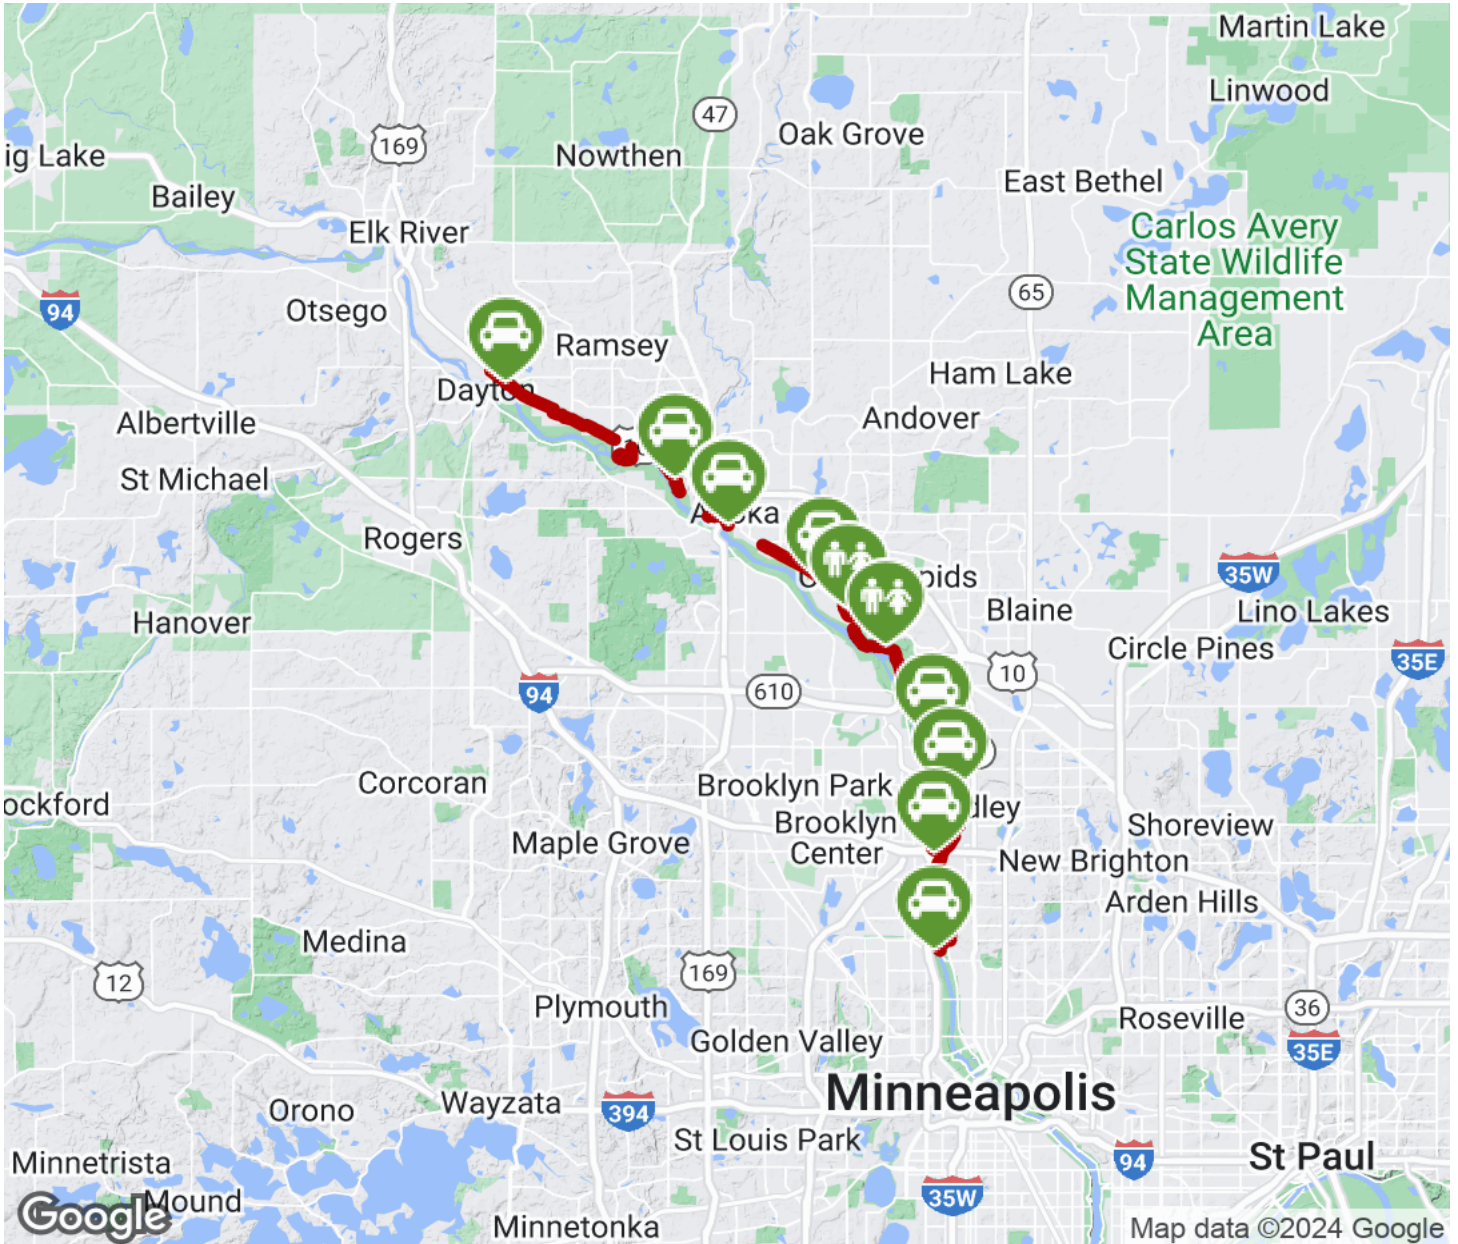 Martin Lake
Linwood
47
Oak Grove
169
ig Lake
Nowthen
East Bethel
Bailey
Carlos Avery
State Wildlife
Management
Area
Elk River
94
Otsego
65
Ramsey
Ham Lake
Dayton
Andover
Albertville
St Michael
Rogers
35W
pids
Blaine
Lino Lakes
Hanover
Circle Pines
35E
10
94
610
Corcoran
Brooklyn Park
ockford
dley
Brooklyn
Center
Shoreview
Maple Grove
New Brighton
Arden Hills
Medina
12
169
Plymouth
36
Roseville
Golden Valley
35E
Minneapolis
Orono
Wayzata
394
St Louis Park
94
St Paul
Minnetrista
35W
Mound
Google
Minnetonka
Map data ©2024 Google